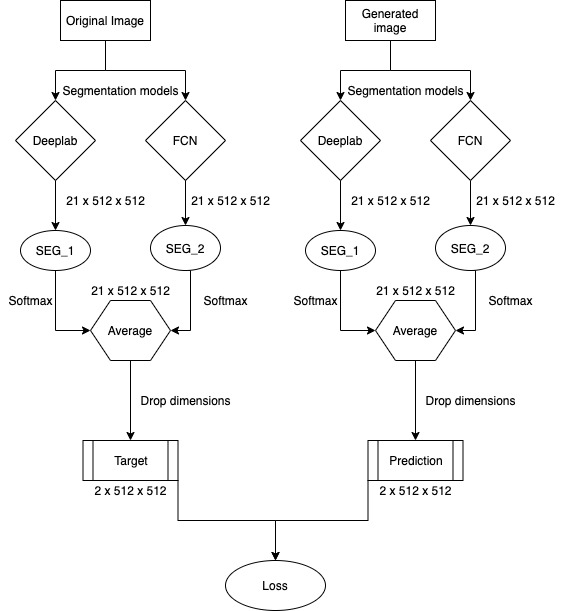 Original Image
Generated
image
Segmentation models
Segmentation models
Deeplab
FCN
Deeplab
FCN
21 x 512 x 512
21 x 512 x 512
21 x 512 x 512
21 x 512 x 512
SEG_1
SEG_2
SEG_1
SEG_2
21 x 512 x 512
21 x 512 x 512
Softmax
Softmax
Softmax
Softmax
Average
Average
Drop dimensions
Drop dimensions
Target
Prediction
2 x 512 x 512
2 x 512 x 512
Loss